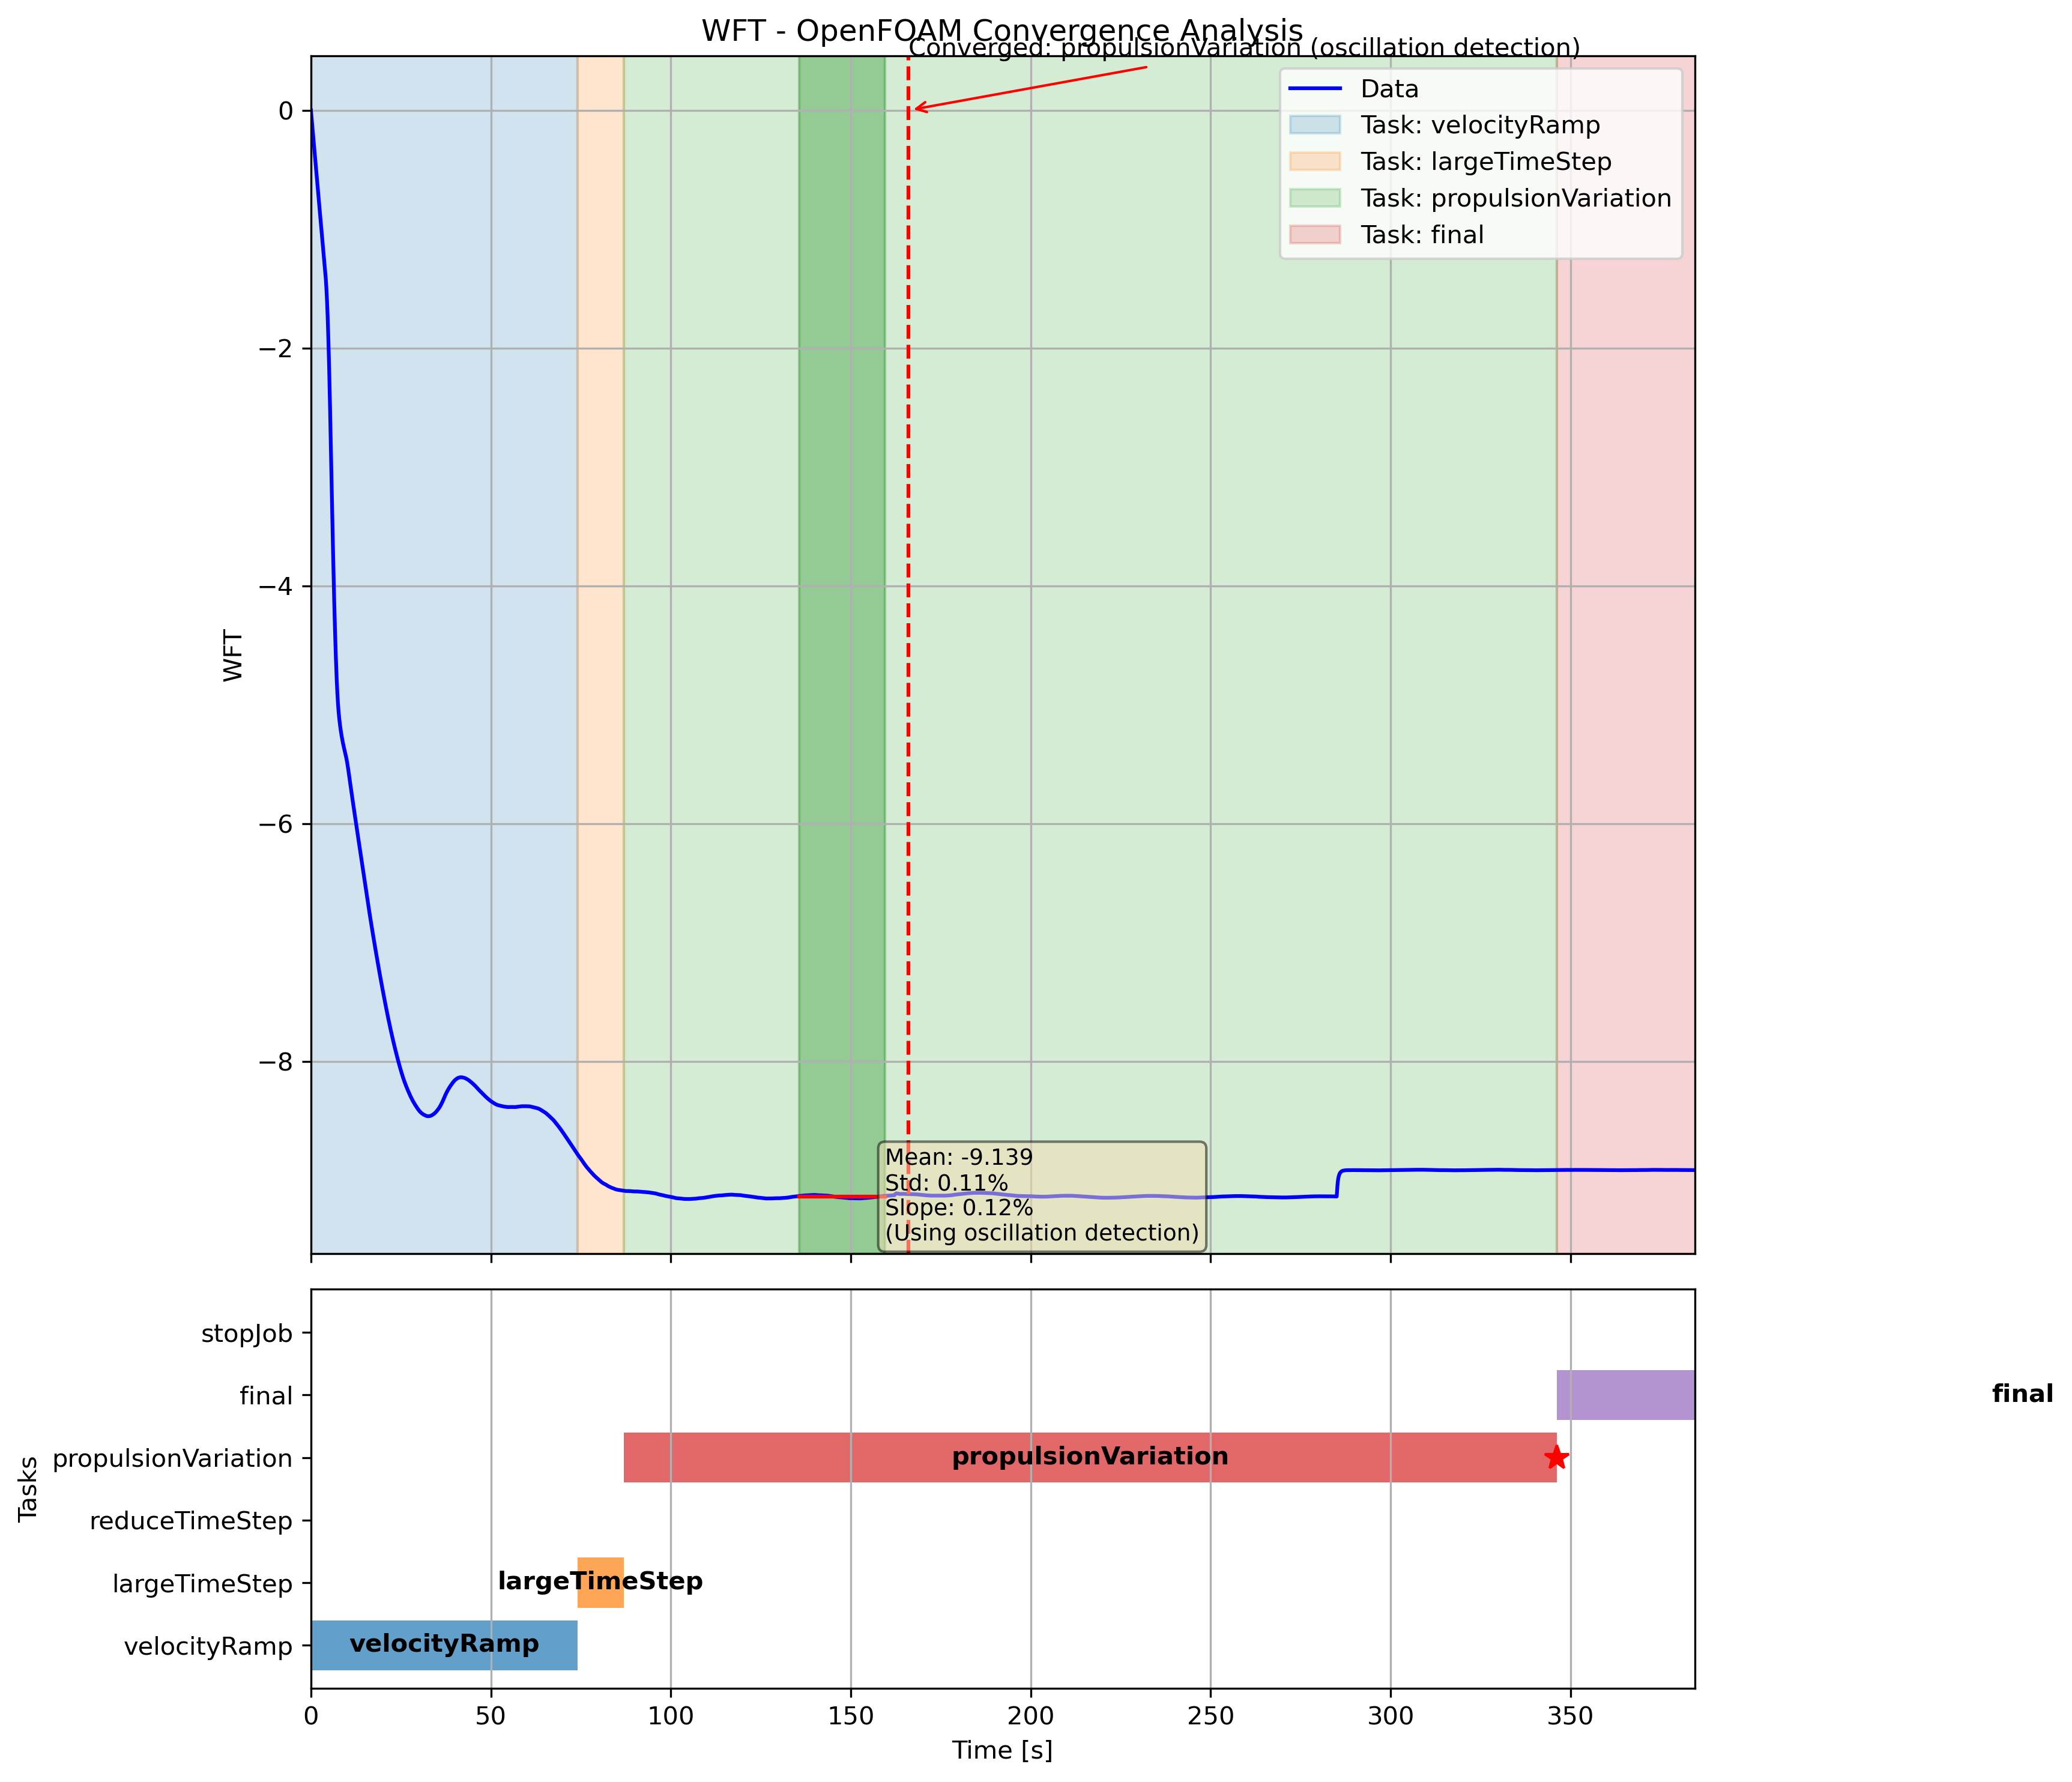 WFT - OpenFOAM Convergence Analysis
Converged: propulsionVariation (oscillation detection)
Data
Task: velocityRamp
Task: largeTimeStep
Task: propulsionVariation
Task: final
0
−2
−4
−6
−8
WFT
Mean: -9.139
Std: 0.11%
Slope: 0.12%
(Using oscillation detection)
stopJob
final
final
propulsionVariation
propulsionVariation
reduceTimeStep
largeTimeStep
largeTimeStep
velocityRamp
velocityRamp
Tasks
0 50 100 150 200 250 300 350
Time [s]